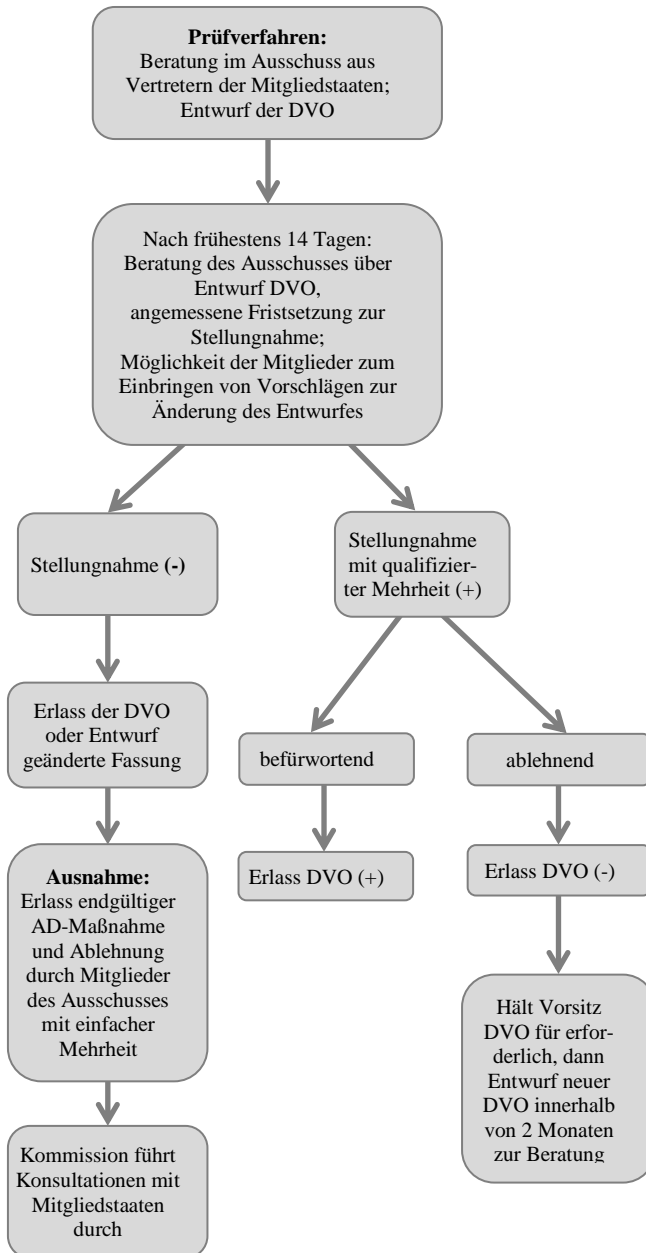 Prüfverfahren:
Beratung im Ausschuss aus
Vertretern der Mitgliedstaaten;
Entwurf der DVO
Nach frühestens 14 Tagen:
Beratung des Ausschusses über
Entwurf DVO,
angemessene Fristsetzung zur
Stellungnahme;
Möglichkeit der Mitglieder zum
Einbringen von Vorschlägen zur
Änderung des Entwurfes
Stellungnahme (-)
Stellungnahme
mit qualifizier-
ter Mehrheit (+)
Erlass der DVO
oder Entwurf
geänderte Fassung
befürwortend
ablehnend
Ausnahme:
Erlass endgültiger
AD-Maßnahme
und Ablehnung
durch Mitglieder
des Ausschusses
mit einfacher
Mehrheit
Erlass DVO (+)
Erlass DVO (-)
Hält Vorsitz
DVO für erfor-
derlich, dann
Entwurf neuer
DVO innerhalb
von 2 Monaten
zur Beratung
Kommission führt
Konsultationen mit
Mitgliedstaaten
durch